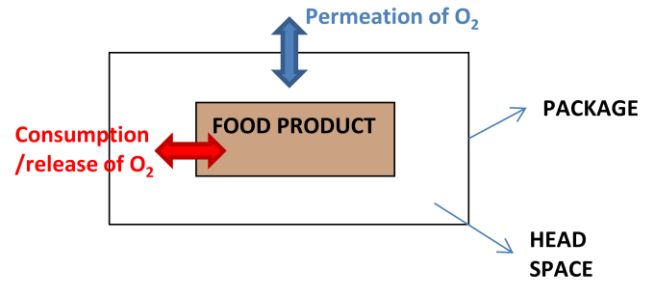 Permeation of O₂
FOOD PRODUCT
PACKAGE
Consumption
/release of O₂
HEAD
SPACE